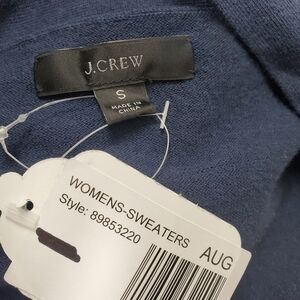 J.CREW
S
MADE IN
CHINA
WOMENS-SWEATERS
Style: 89853220
AUG